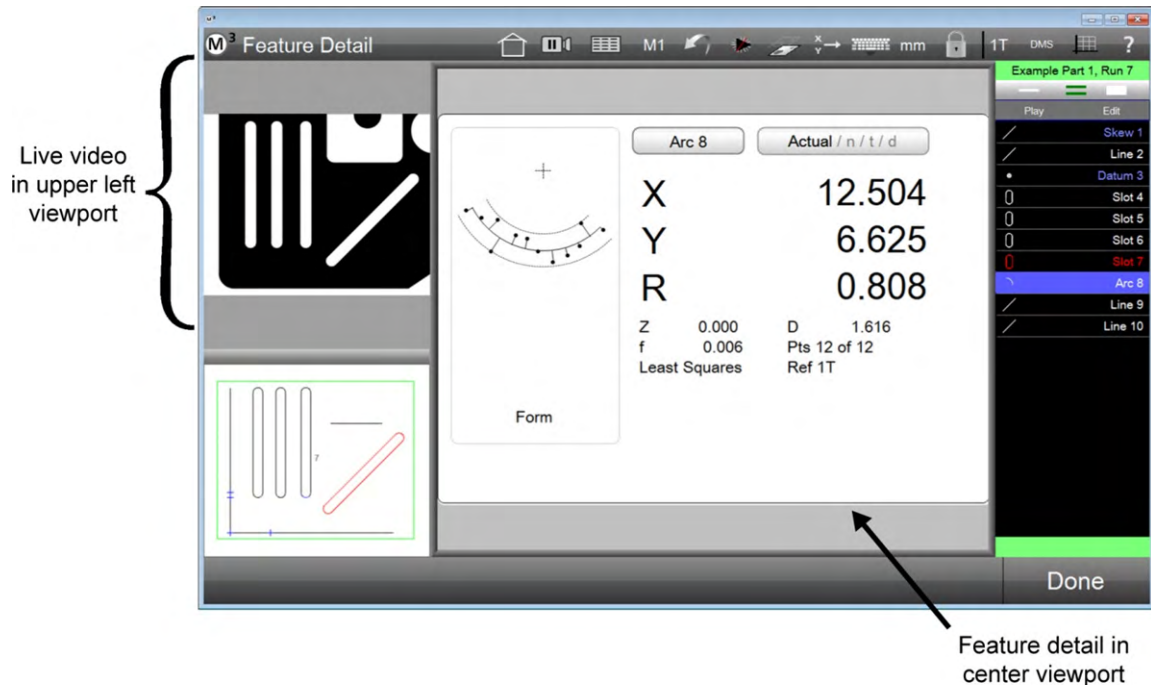 M³
M³ Feature Detail
M1
X
Y
mm
1T
DMS
?
Live video
in upper left
viewport
7
Arc 8
Actual / n / t / d
X 12.504
Y 6.625
R 0.808
Z 0.000 D 1.616
f 0.006 Pts 12 of 12
Least Squares Ref 1T
Form
Example Part 1, Run 7
Play Edit
Skew 1
Line 2
Datum 3
Slot 4
Slot 5
Slot 6
Slot 7
Arc 8
Line 9
Line 10
Done
Feature detail in
center viewport